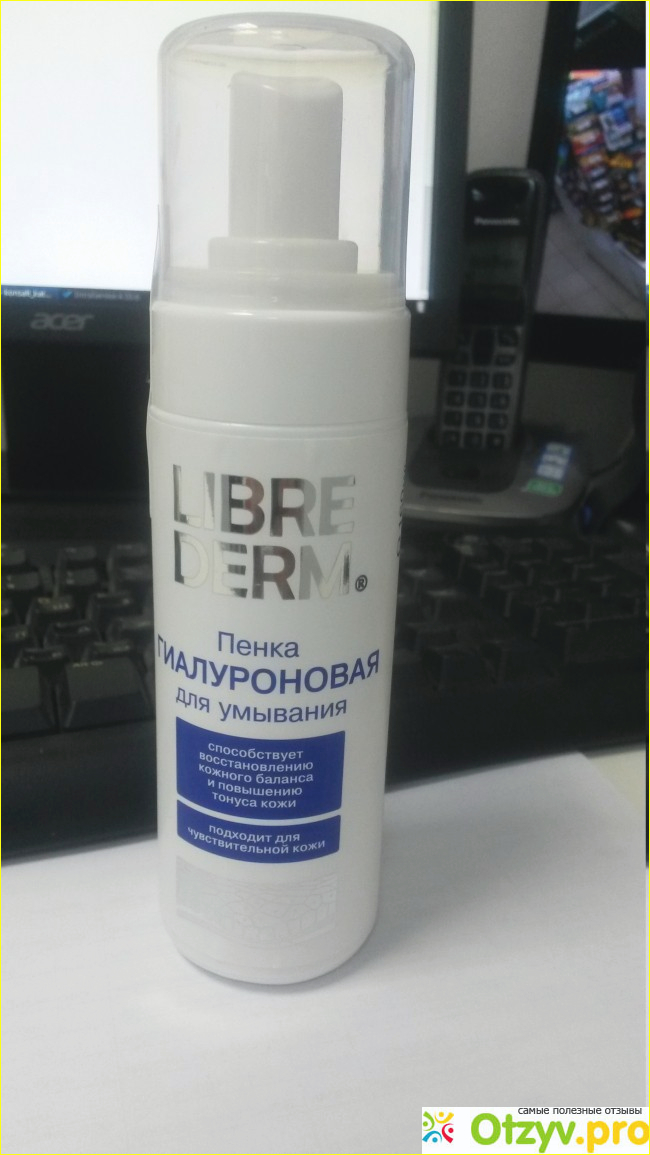 Panasonic
acer
LIBRE
DERM®
Пенка
ГИАЛУРОНОВАЯ
для умывания
способствует
восстановлению
кожного баланса
и повышению
тонуса кожи
подходит для
чувствительной кожи
самые полезные отзывы
Otzyv.pro